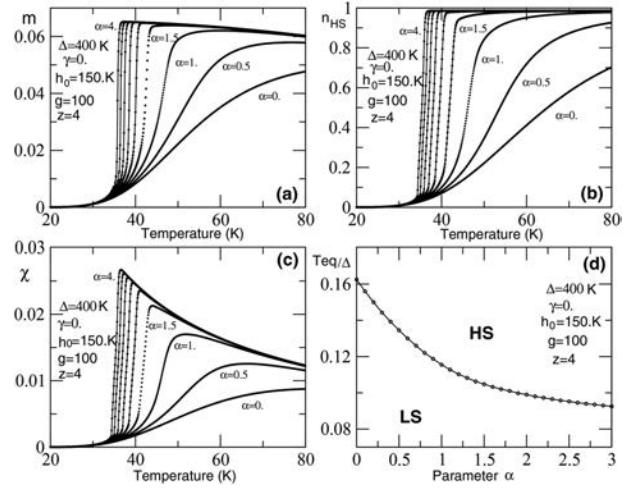 m
0.06
0.04
0.02
0
20
40
60
80
Temperature (K)
α=4.
Δ=400 K
γ=0.
h0=150.K
g=100
z=4
α=1.5
α=1.
α=0.5
α=0.
(a)
nHS
1
0.8
0.6
0.4
0.2
0
20
40
60
80
Temperature (K)
α=4.
Δ=400 K
γ=0.
h0=150.K
g=100
z=4
α=1.5
α=1.
α=0.5
α=0.
(b)
χ
0.03
0.02
0.01
0
20
40
60
80
Temperature (K)
α=4.
Δ=400 K
γ=0.
h0=150.K
g=100
z=4
α=1.5
α=1.
α=0.5
α=0.
(c)
Teq/Δ
0.16
0.12
0.08
0
0.5
1
1.5
2
2.5
3
Parameter α
HS
LS
Δ=400 K
γ=0.
h0=150.K
g=100
z=4
(d)